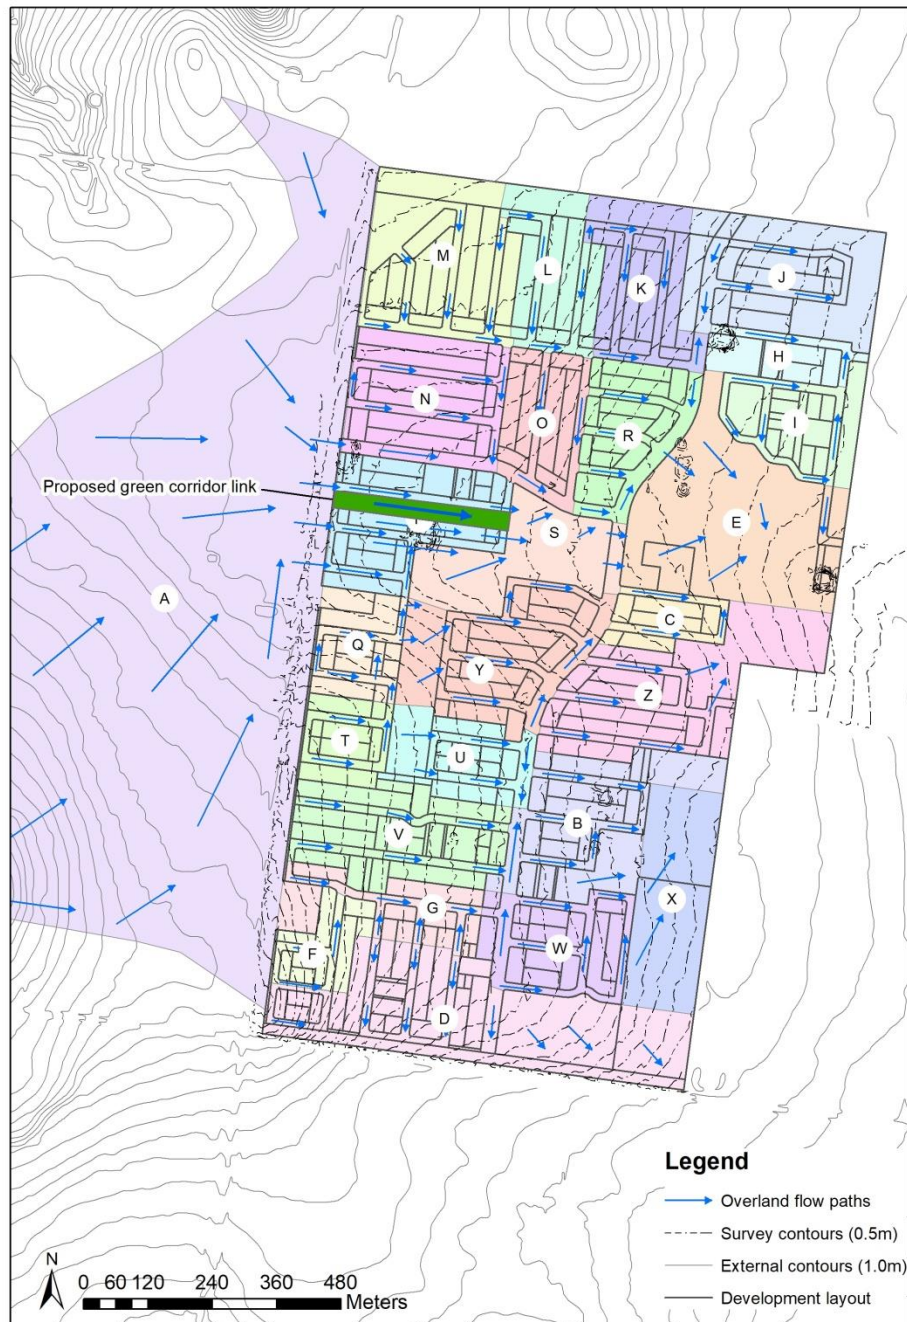 M
L
K
J
H
N
O
R
I
Proposed green corridor link
S
E
A
C
Q
Y
Z
T
U
B
V
X
G
W
F
D
Legend
Overland flow paths
Survey contours (0.5m)
External contours (1.0m)
Development layout
N
0 60 120 240 360 480
Meters